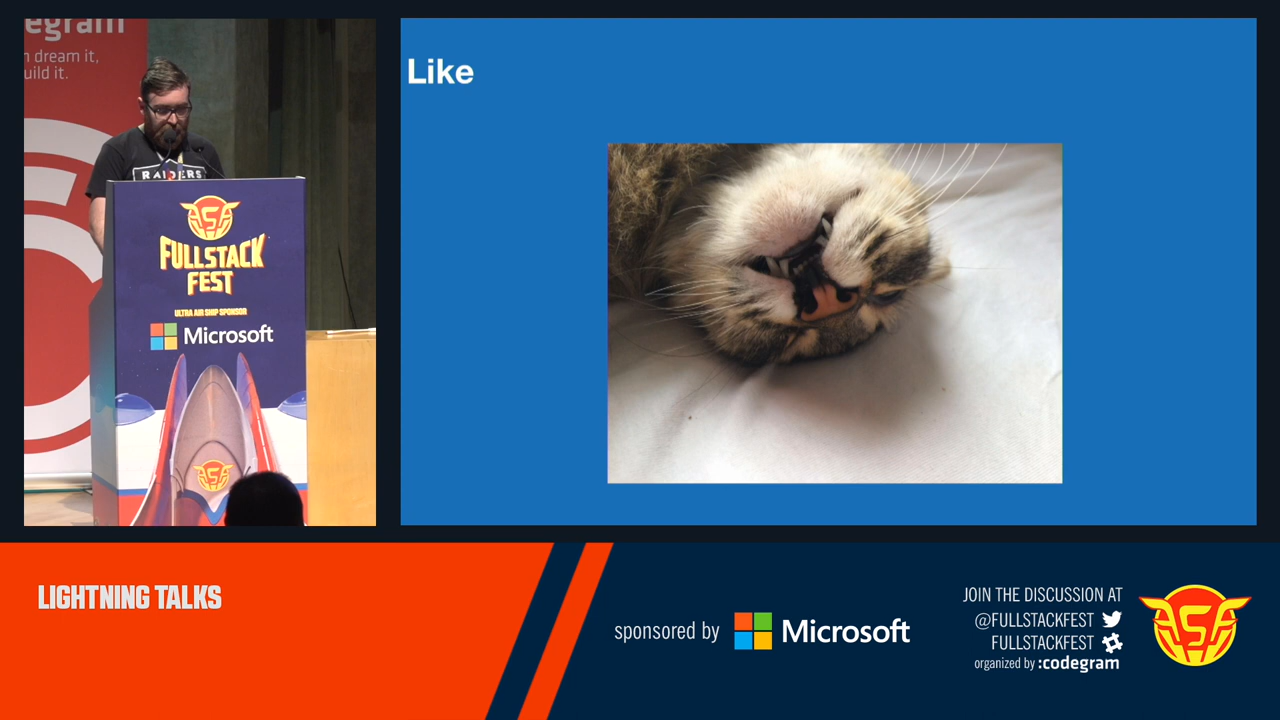 egram
dream it,
uild it.
RAIDERS
FULLSTACK
FEST
ULTRA AIR SHIP SPONSOR
Microsoft
Like
LIGHTNING TALKS
sponsored by Microsoft
JOIN THE DISCUSSION AT
@FULLSTACKFEST
FULLSTACKFEST
organized by :codegram